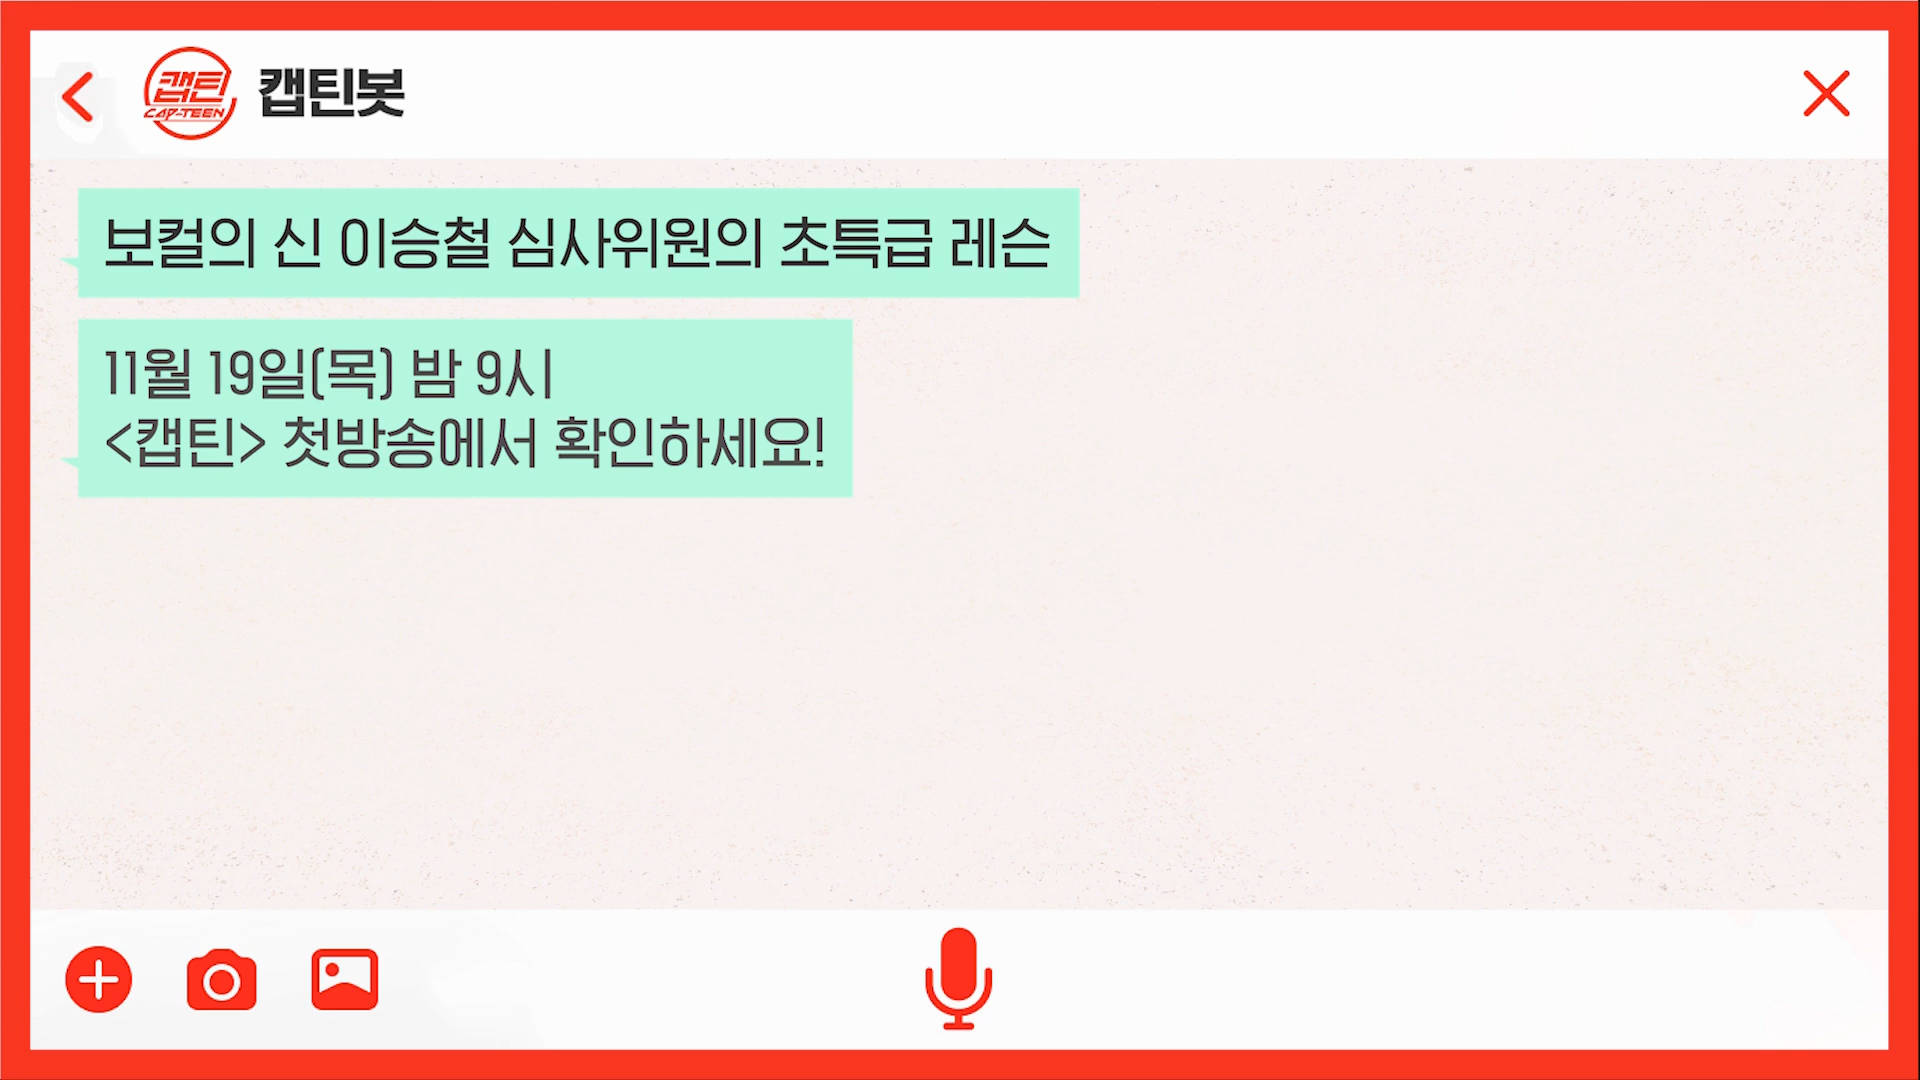 캡틴
CAP-TEEN
캡틴봇
보컬의 신 이승철 심사위원의 초특급 레슨
11월 19일(목) 밤 9시
<캡틴> 첫방송에서 확인하세요!